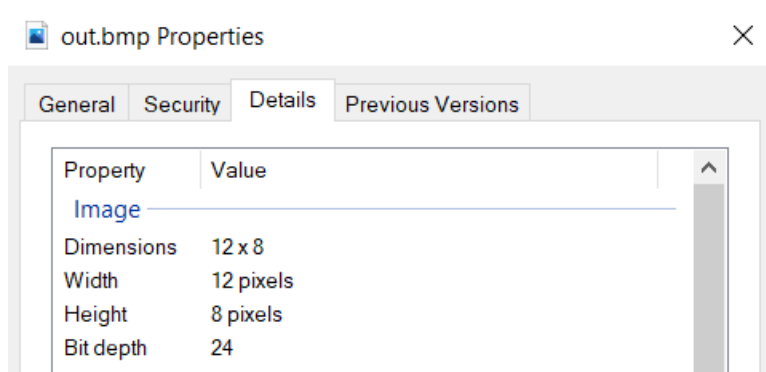 out.bmp Properties
General Security Details Previous Versions
Property Value
Image
Dimensions 12 x 8
Width 12 pixels
Height 8 pixels
Bit depth 24